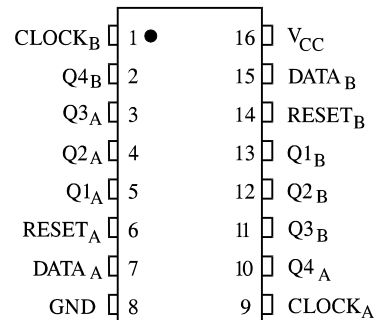 CLOCKB 1 16 VCC
Q4B 2 15 DATAB
Q3A 3 14 RESETB
Q2A 4 13 Q1B
Q1A 5 12 Q2B
RESETA 6 11 Q3B
DATAA 7 10 Q4A
GND 8 9 CLOCKA